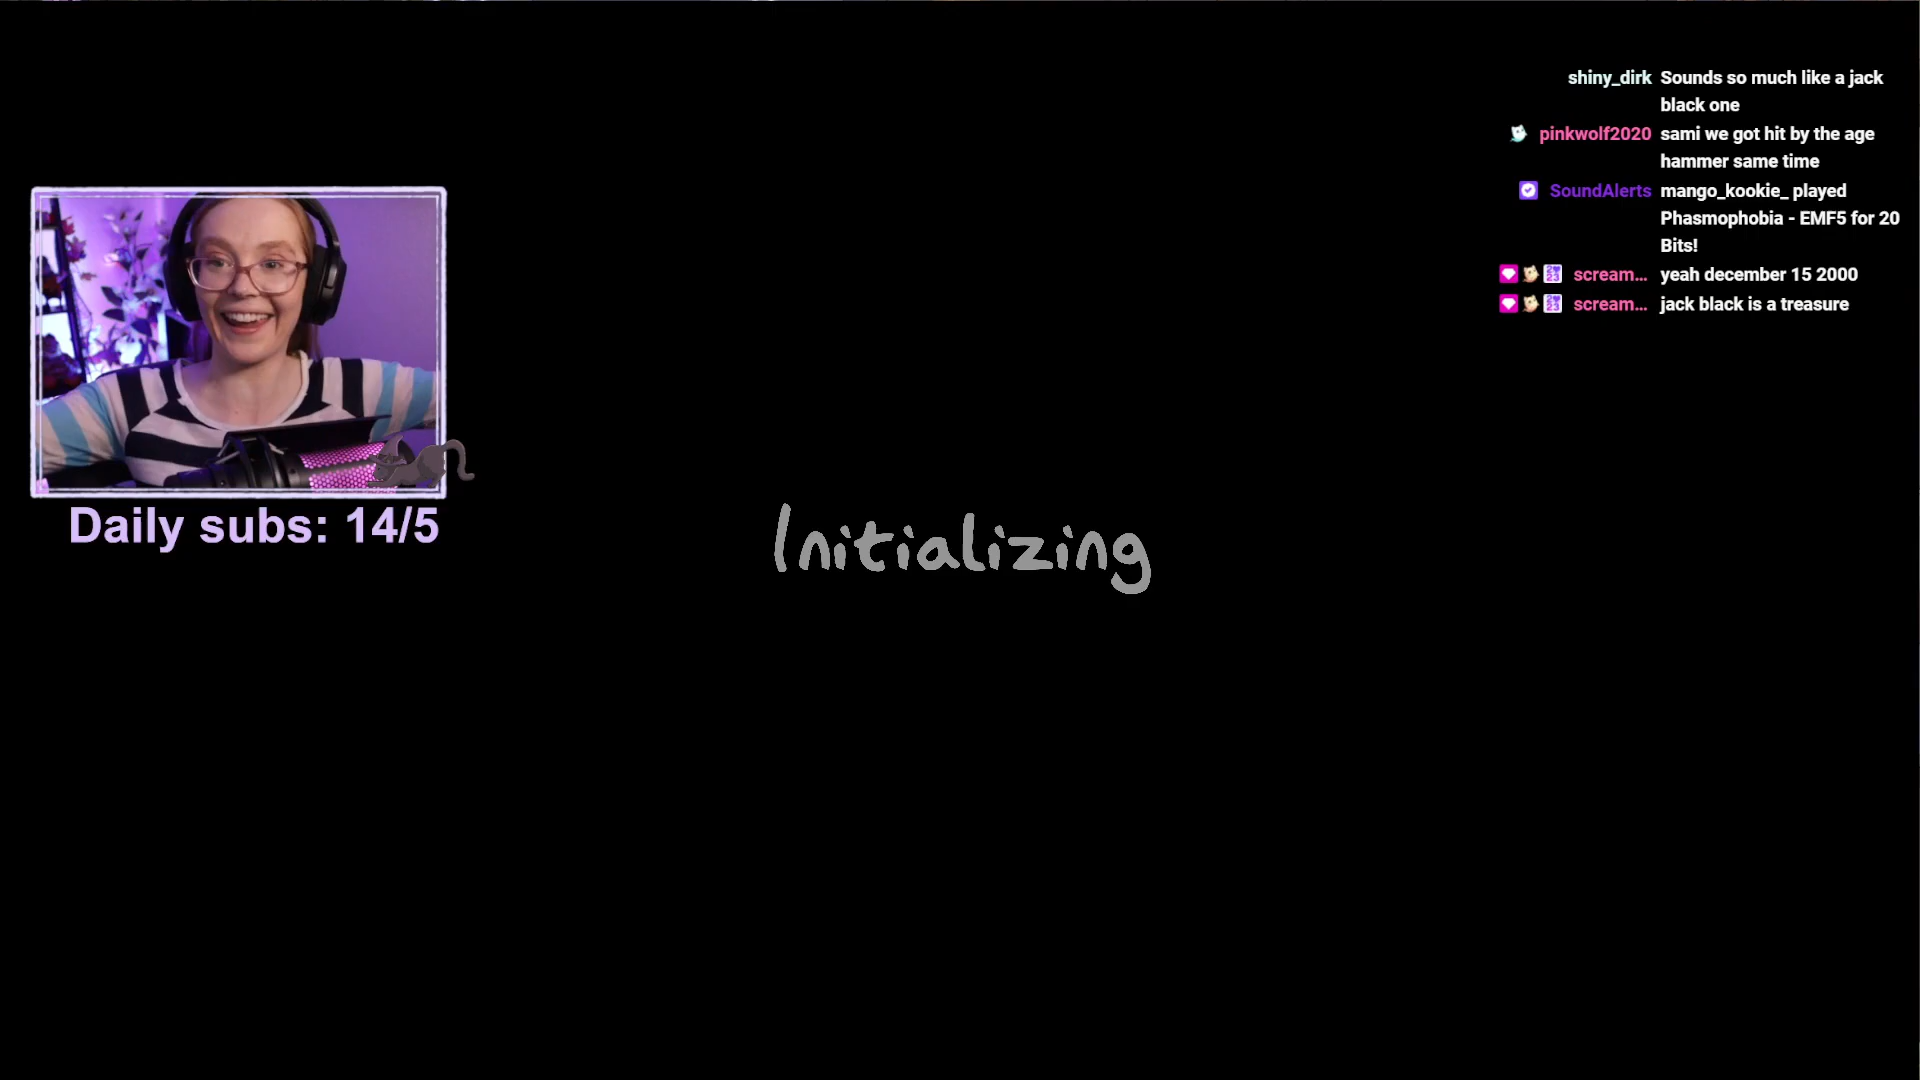 shiny_dirk Sounds so much like a jack
black one
pinkwolf2020 sami we got hit by the age
hammer same time
SoundAlerts mango_kookie_ played
Phasmophobia - EMF5 for 20
Bits!
scream... yeah december 15 2000
scream... jack black is a treasure
Daily subs: 14/5
Initializing